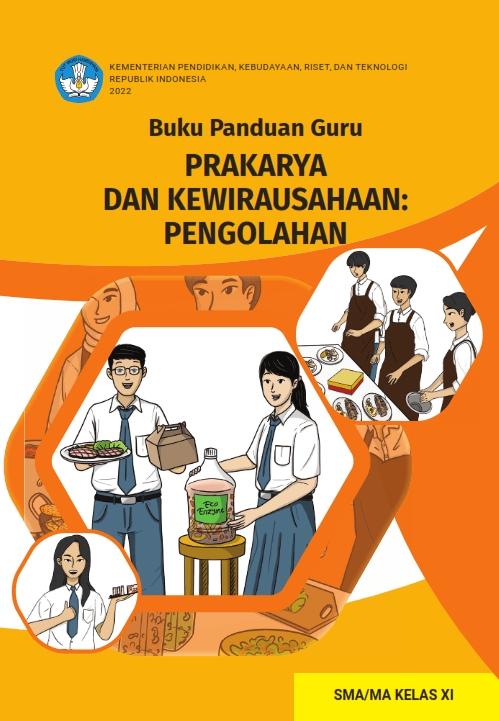 KEMENTERIAN PENDIDIKAN, KEBUDAYAAN, RISET, DAN TEKNOLOGI
REPUBLIK INDONESIA
2022
Buku Panduan Guru
PRAKARYA
DAN KEWIRAUSAHAAN:
PENGOLAHAN
Eco
Enzyme
SMA/MA KELAS XI